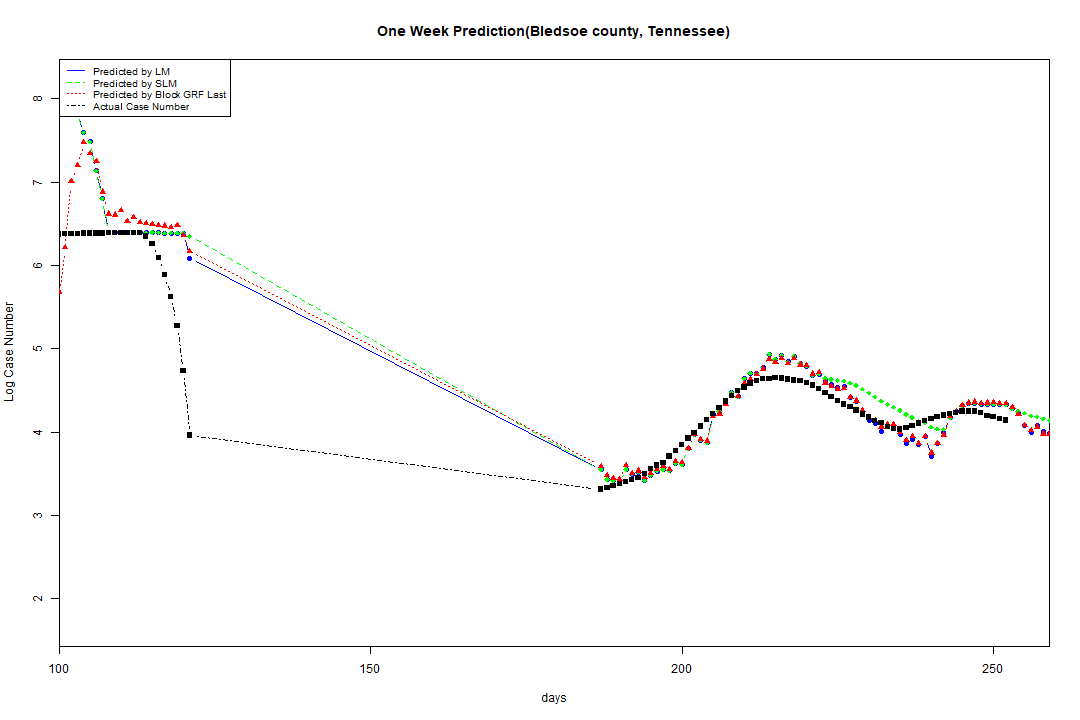 One Week Prediction(Bledsoe county, Tennessee)
Predicted by LM
Predicted by SLM
Predicted by Block GRF Last
Actual Case Number
8
7
6
5
4
3
2
Log Case Number
100
150
200
250
days